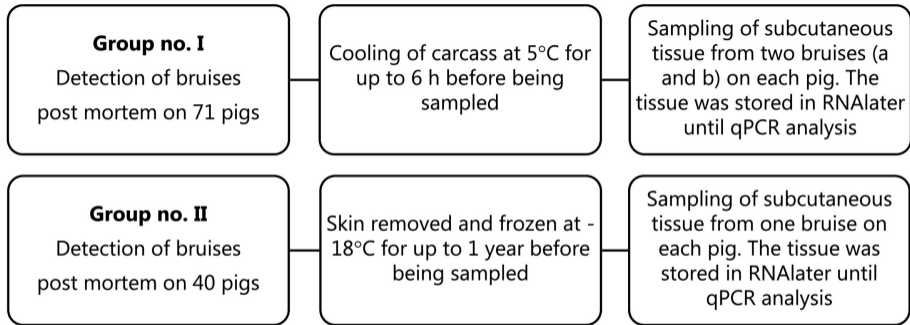 Group no. I
Detection of bruises
post mortem on 71 pigs
Cooling of carcass at 5°C for
up to 6 h before being
sampled
Sampling of subcutaneous
tissue from two bruises (a
and b) on each pig. The
tissue was stored in RNAlater
until qPCR analysis
Group no. II
Detection of bruises
post mortem on 40 pigs
Skin removed and frozen at -
18°C for up to 1 year before
being sampled
Sampling of subcutaneous
tissue from one bruise on
each pig. The tissue was
stored in RNAlater until
qPCR analysis